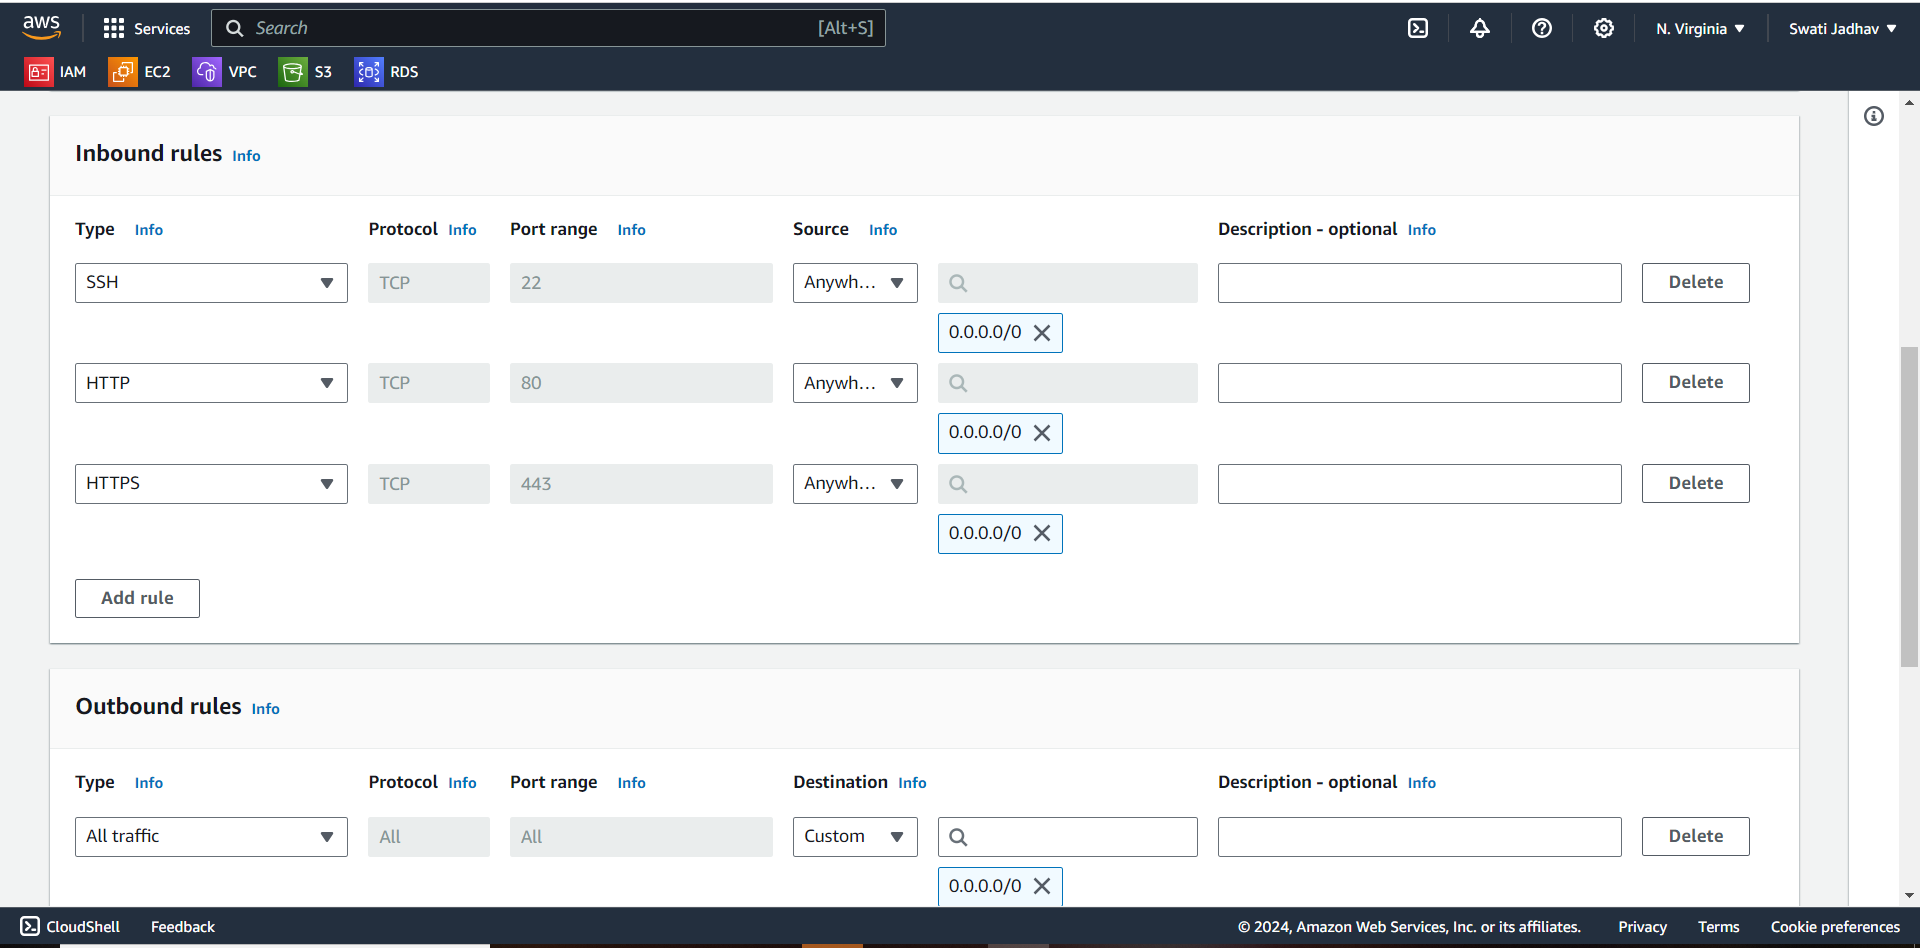 aws Services Search [Alt+S] N. Virginia Swati Jadhav
IAM EC2 VPC S3 RDS
Inbound rules Info
Type Info Protocol Info Port range Info Source Info Description - optional Info
SSH TCP 22 Anywh... Delete
0.0.0.0/0
HTTP TCP 80 Anywh... Delete
0.0.0.0/0
HTTPS TCP 443 Anywh... Delete
0.0.0.0/0
Add rule
Outbound rules Info
Type Info Protocol Info Port range Info Destination Info Description - optional Info
All traffic All All Custom Delete
0.0.0.0/0
CloudShell Feedback © 2024, Amazon Web Services, Inc. or its affiliates. Privacy Terms Cookie preferences